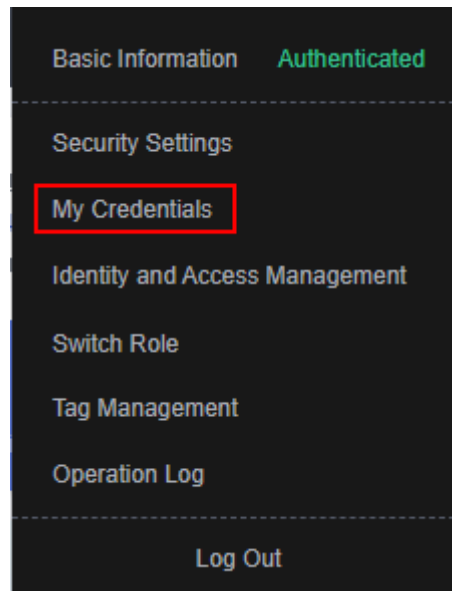 Basic Information Authenticated
Security Settings
My Credentials
Identity and Access Management
Switch Role
Tag Management
Operation Log
Log Out